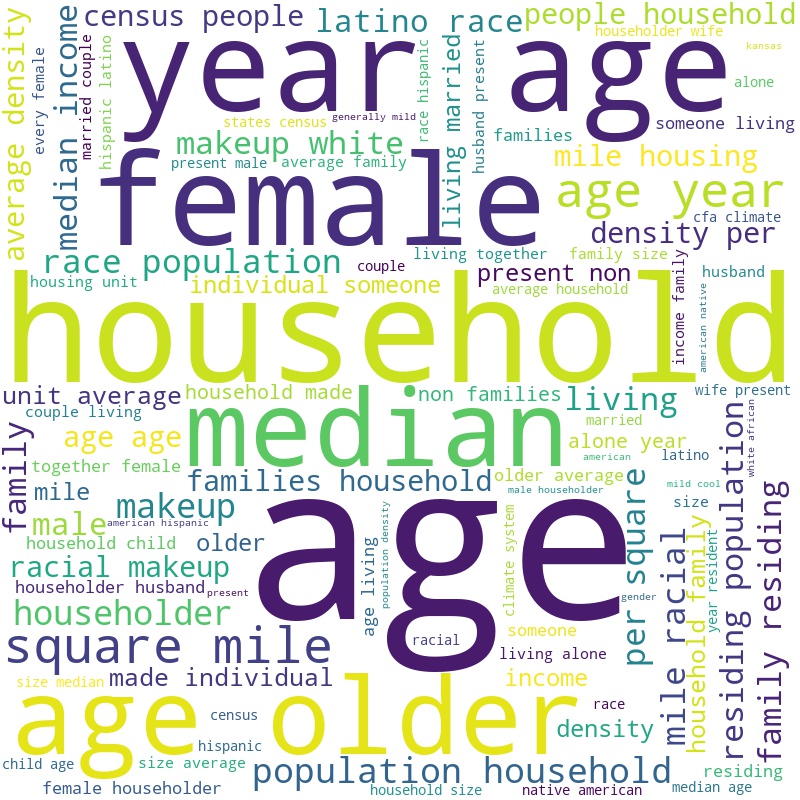 census people
latino race
people household
householder wife
kansas
year age
average density
every female
median income
married couple
hispanic latino
race hispanic
living married
husband present
generally mild
states census
alone
someone living
makeup white
families
present male
average family
mile housing
female
age year
cfa climate
density per
race population
couple
living together
family size
present non
husband
housing unit
individual someone
average household
income family
american native
household
unit average
household made
non families
living
wife present
couple living
median
married
age age
alone year
american
latino
white african
together female
families household
older average
mile
makeup
male householder
mild cool
size
family
male
american hispanic
age
population density
climate system
per square
mile racial
household family
year resident
residing population
family residing
household child
older
racial makeup
age living
householder husband
present
gender
householder
racial
someone
square mile
living alone
made individual
income
size median
age older
race
census
density
hispanic
child age
size average
population household
residing
female householder
household size
native american
median age